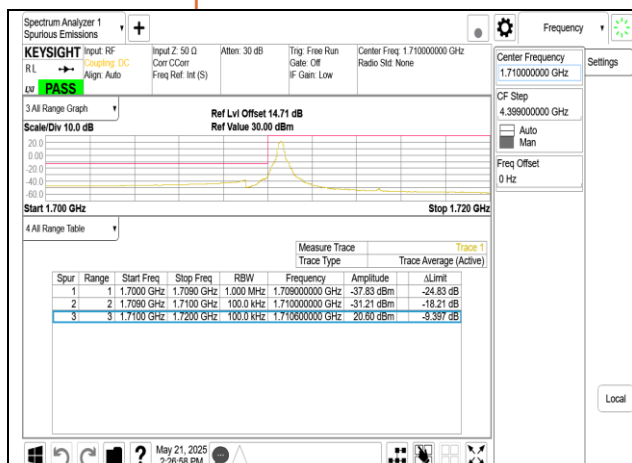 Spectrum Analyzer 1
Spurious Emissions
Frequency
KEYSIGHT Input: RF Input Z: 50 Ω Atten: 30 dB Trig: Free Run Center Freq: 1.710000000 GHz
RL Coupling: DC Corr CCorr Gate: Off Radio Std: None
Align: Auto Freq Ref: Int (S) IF Gain: Low
LXI PASS
Center Frequency
1.710000000 GHz
Settings
CF Step
4.399000000 GHz
Auto
Man
Freq Offset
0 Hz
3 All Range Graph
Ref Lvl Offset 14.71 dB
Scale/Div 10.0 dB Ref Value 30.00 dBm
20.0
0.00
-20.0
-40.0
-60.0
Start 1.700 GHz Stop 1.720 GHz
4 All Range Table
Measure Trace Trace 1
Trace Type Trace Average (Active)
Spur Range Start Freq Stop Freq RBW Frequency Amplitude ΔLimit
1 1 1.7000 GHz 1.7090 GHz 1.000 MHz 1.709000000 GHz -37.83 dBm -24.83 dB
2 2 1.7090 GHz 1.7100 GHz 100.0 kHz 1.710000000 GHz -31.21 dBm -18.21 dB
3 3 1.7100 GHz 1.7200 GHz 100.0 kHz 1.710600000 GHz 20.60 dBm -9.397 dB
Local
May 21, 2025
2:26:58 PM